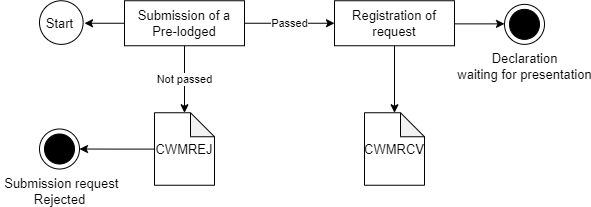 Start
Submission of a
Pre-lodged
Passed
Registration of
request
Declaration
waiting for presentation
Not passed
CWMREJ
CWMRCV
Submission request
Rejected